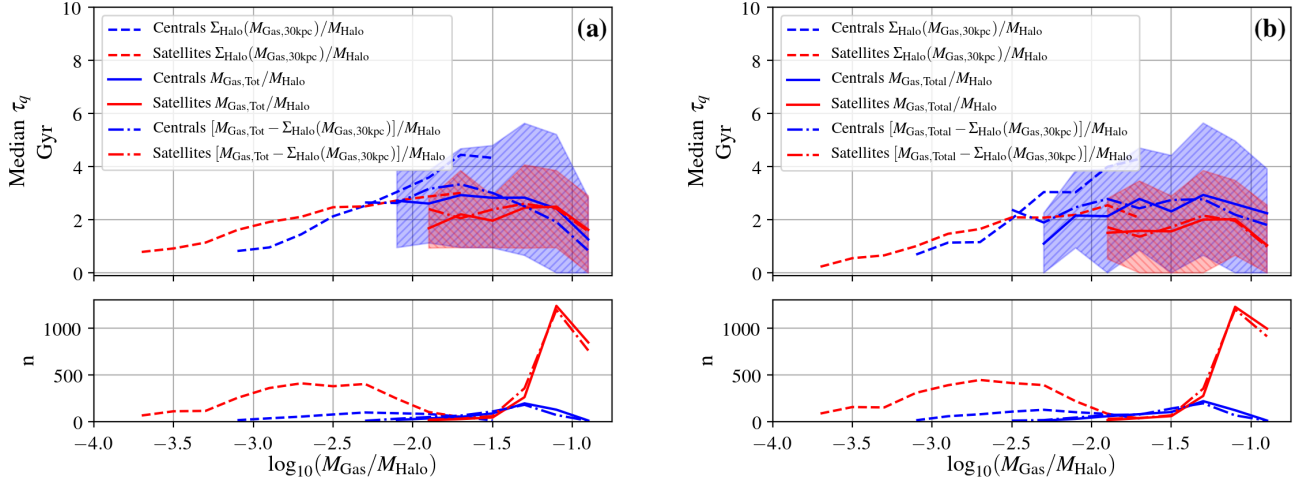 (a)
Centrals Σ_Halo(M_Gas,30kpc)/M_Halo
Satellites Σ_Halo(M_Gas,30kpc)/M_Halo
Centrals M_Gas,Tot/M_Halo
Satellites M_Gas,Tot/M_Halo
Centrals [M_Gas,Tot − Σ_Halo(M_Gas,30kpc)]/M_Halo
Satellites [M_Gas,Tot − Σ_Halo(M_Gas,30kpc)]/M_Halo
Median τ_q
Gyr
10
8
6
4
2
0
n
1000
500
0
−4.0 −3.5 −3.0 −2.5 −2.0 −1.5 −1.0
log₁₀(M_Gas/M_Halo)
(b)
Centrals Σ_Halo(M_Gas,30kpc)/M_Halo
Satellites Σ_Halo(M_Gas,30kpc)/M_Halo
Centrals M_Gas,Total/M_Halo
Satellites M_Gas,Total/M_Halo
Centrals [M_Gas,Total − Σ_Halo(M_Gas,30kpc)]/M_Halo
Satellites [M_Gas,Total − Σ_Halo(M_Gas,30kpc)]/M_Halo
Median τ_q
Gyr
10
8
6
4
2
0
n
1000
500
0
−4.0 −3.5 −3.0 −2.5 −2.0 −1.5 −1.0
log₁₀(M_Gas/M_Halo)